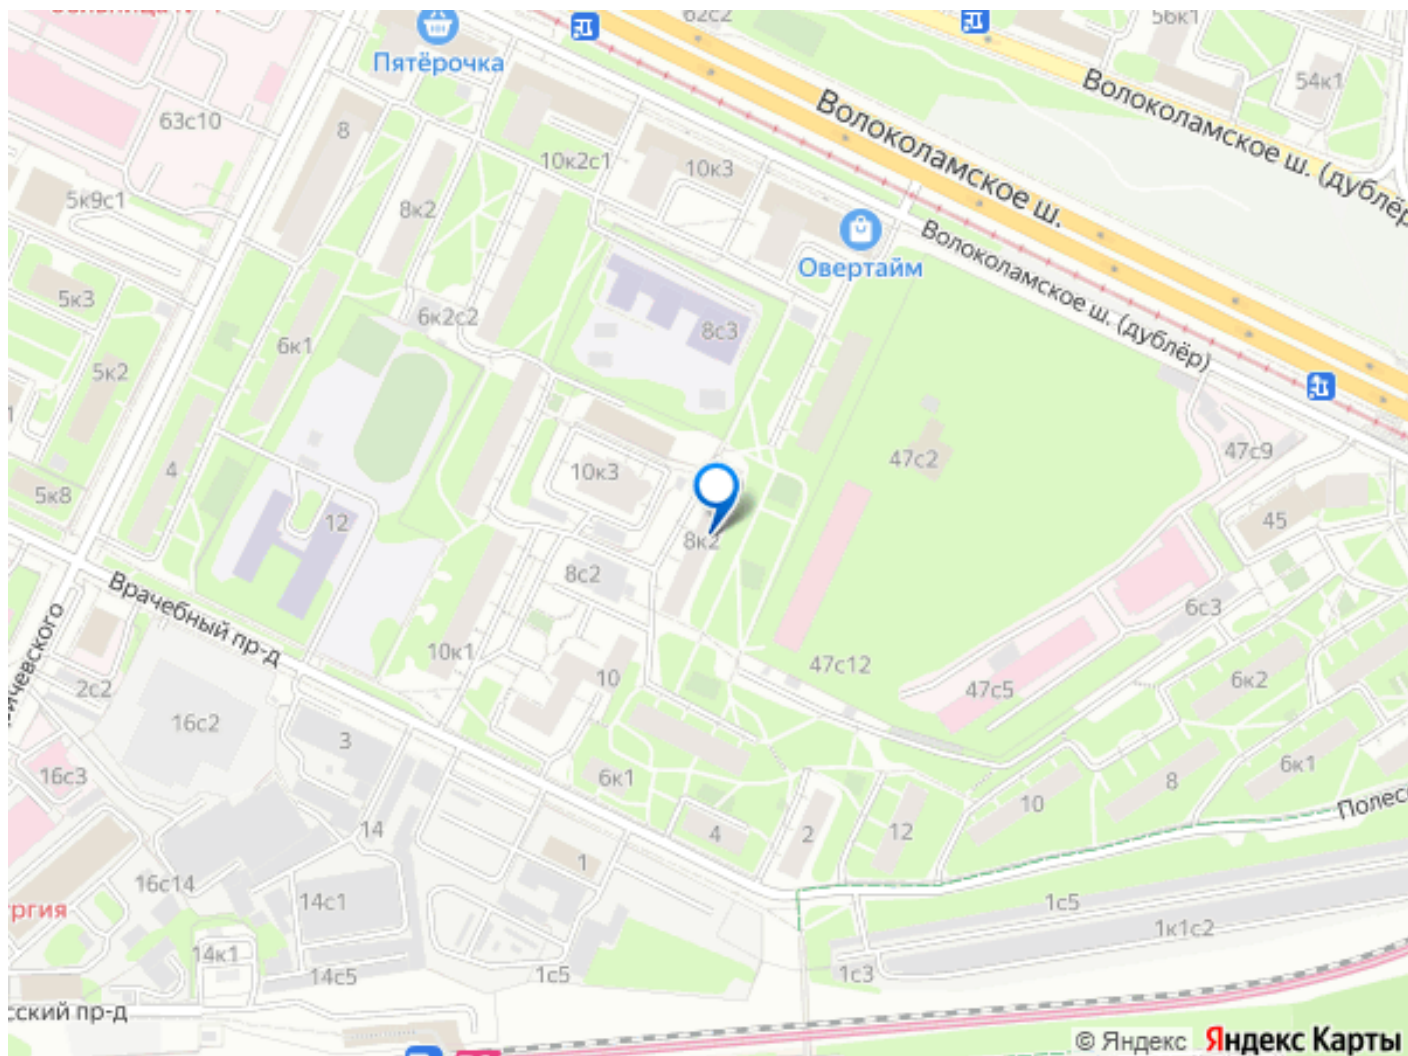 62с2
56к1
Пятёрочка
54к1
Волоколамское ш. (дублёр)
Волоколамское ш.
63с10
8
10к2с1
10к3
5к9с1
8к2
Овертайм
Волоколамское ш. (дублёр)
5к3
6к2с2
8с3
6к1
5к2
47с2
47с9
4
10к3
5к8
12
45
8к2
8с2
6с3
Врачебный пр-д
10к1
47с12
10
47с5
6к2
2с2
16с2
3
16с3
6к1
6к1
8
10
4
2
12
14
1
16с14
14с1
1с5
1к1с2
14к1
14с5
1с5
1с3
сский пр-д
© Яндекс Яндекс Карты